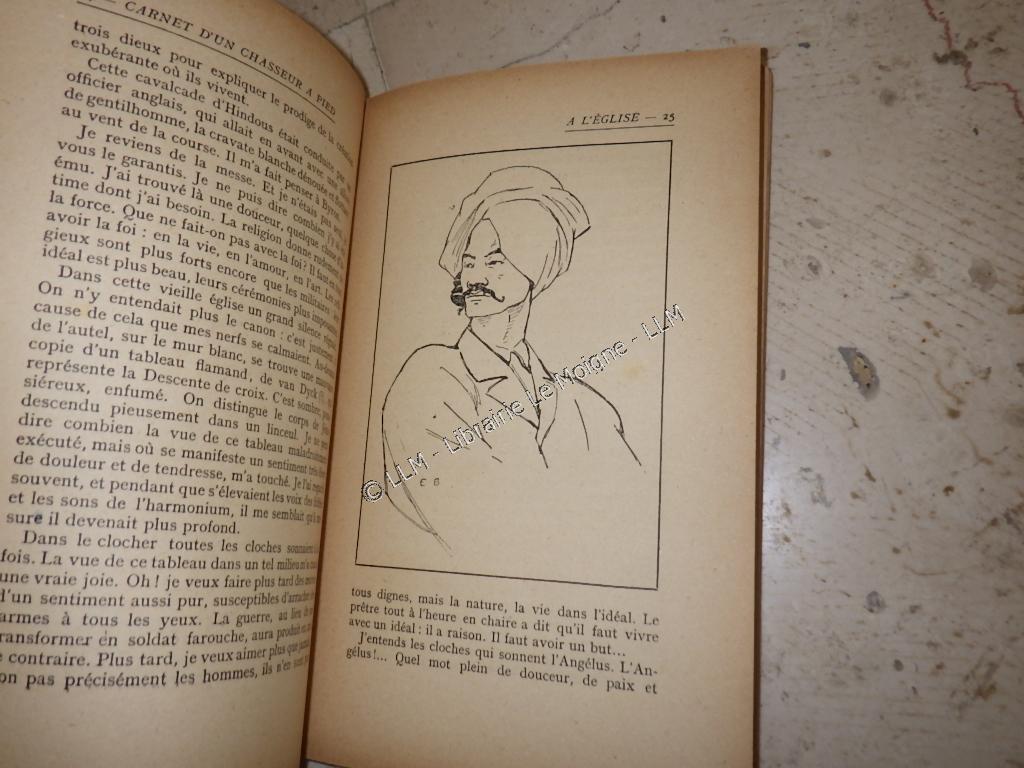 — CARNET D'UN CHASSEUR A PIED
trois dieux pour expliquer le prodige de la création
exubérante où ils vivent.
Cette cavalcade d'Hindous était conduite par
officier anglais, qui allait en avant avec une
de gentilhomme, la cravate blanche dénouée
au vent de la course. Il m'a fait penser à Byron.
Je reviens de la messe. Et je n'étais pas seul,
vous le garantis. Je ne puis dire combien j'y
ému. J'ai trouvé là une douceur, quelque chose
time dont j'ai besoin. La religion donne rudement
la force. Que ne fait-on pas avec la foi? Il faut
avoir la foi : en la vie, en l'amour, en l'art. Les
gieux sont plus forts encore que les militaires :
idéal est plus beau, leurs cérémonies plus
Dans cette vieille église un grand silence
On n'y entendait plus le canon : c'est justement
cause de cela que mes nerfs se calmaient.
de l'autel, sur le mur blanc, se trouve une
copie d'un tableau flamand, de van Dyck
représente la Descente de croix. C'est sombre,
siéreux, enfumé. On distingue le corps de
descendu pieusement dans un linceul. Je ne
dire combien la vue de ce tableau maladroitement
exécuté, mais où se manifeste un sentiment très
de douleur et de tendresse, m'a touché. Je l'ai
souvent, et pendant que s'élevaient les voix des
et les sons de l'harmonium, il me semblait qu'à
sure il devenait plus profond.
Dans le clocher toutes les cloches sonnaient
fois. La vue de ce tableau dans un tel milieu m'a
une vraie joie. Oh! je veux faire plus tard des
d'un sentiment aussi pur, susceptibles d'arracher
larmes à tous les yeux. La guerre, au lieu de
transformer en soldat farouche, aura produit
le contraire. Plus tard, je veux aimer plus que
non pas précisément les hommes, ils n'en sont
A L'ÉGLISE — 25
E B
© LLM - Librairie Le Moigne - LLM
tous dignes, mais la nature, la vie dans l'idéal. Le
prêtre tout à l'heure en chaire a dit qu'il faut vivre
avec un idéal : il a raison. Il faut avoir un but...
J'entends les cloches qui sonnent l'Angélus. L'An-
gélus!... Quel mot plein de douceur, de paix et